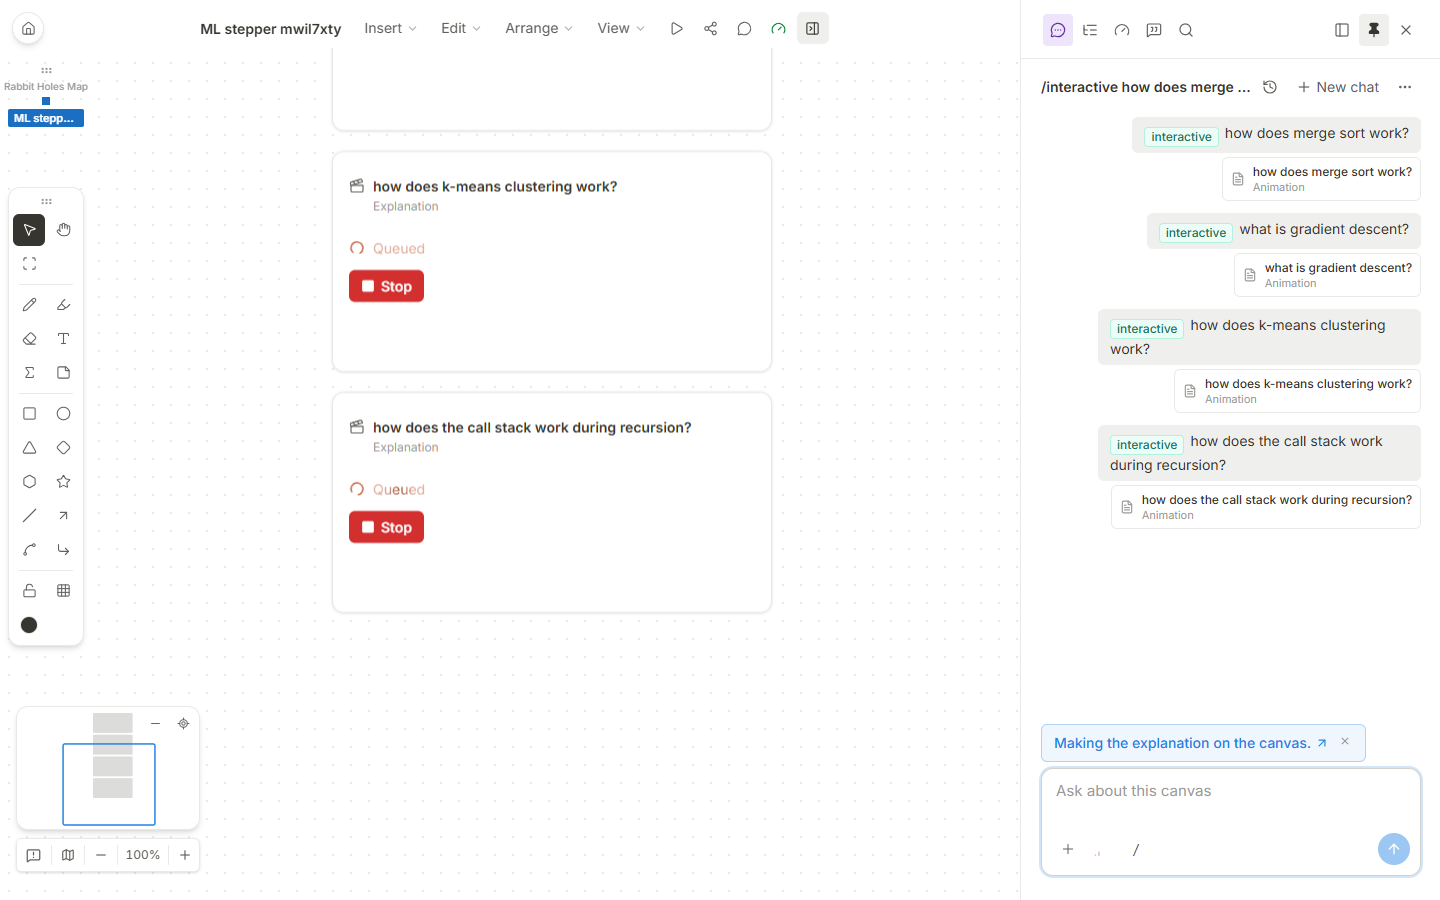 ML stepper mwil7xty
Insert
Edit
Arrange
View
Rabbit Holes Map
ML stepp...
how does k-means clustering work?
Explanation
Queued
Stop
how does the call stack work during recursion?
Explanation
Queued
Stop
100%
/interactive how does merge ...
New chat
interactive how does merge sort work?
how does merge sort work?
Animation
interactive what is gradient descent?
what is gradient descent?
Animation
interactive how does k-means clustering
work?
how does k-means clustering work?
Animation
interactive how does the call stack work
during recursion?
how does the call stack work during recursion?
Animation
Making the explanation on the canvas.
Ask about this canvas
/